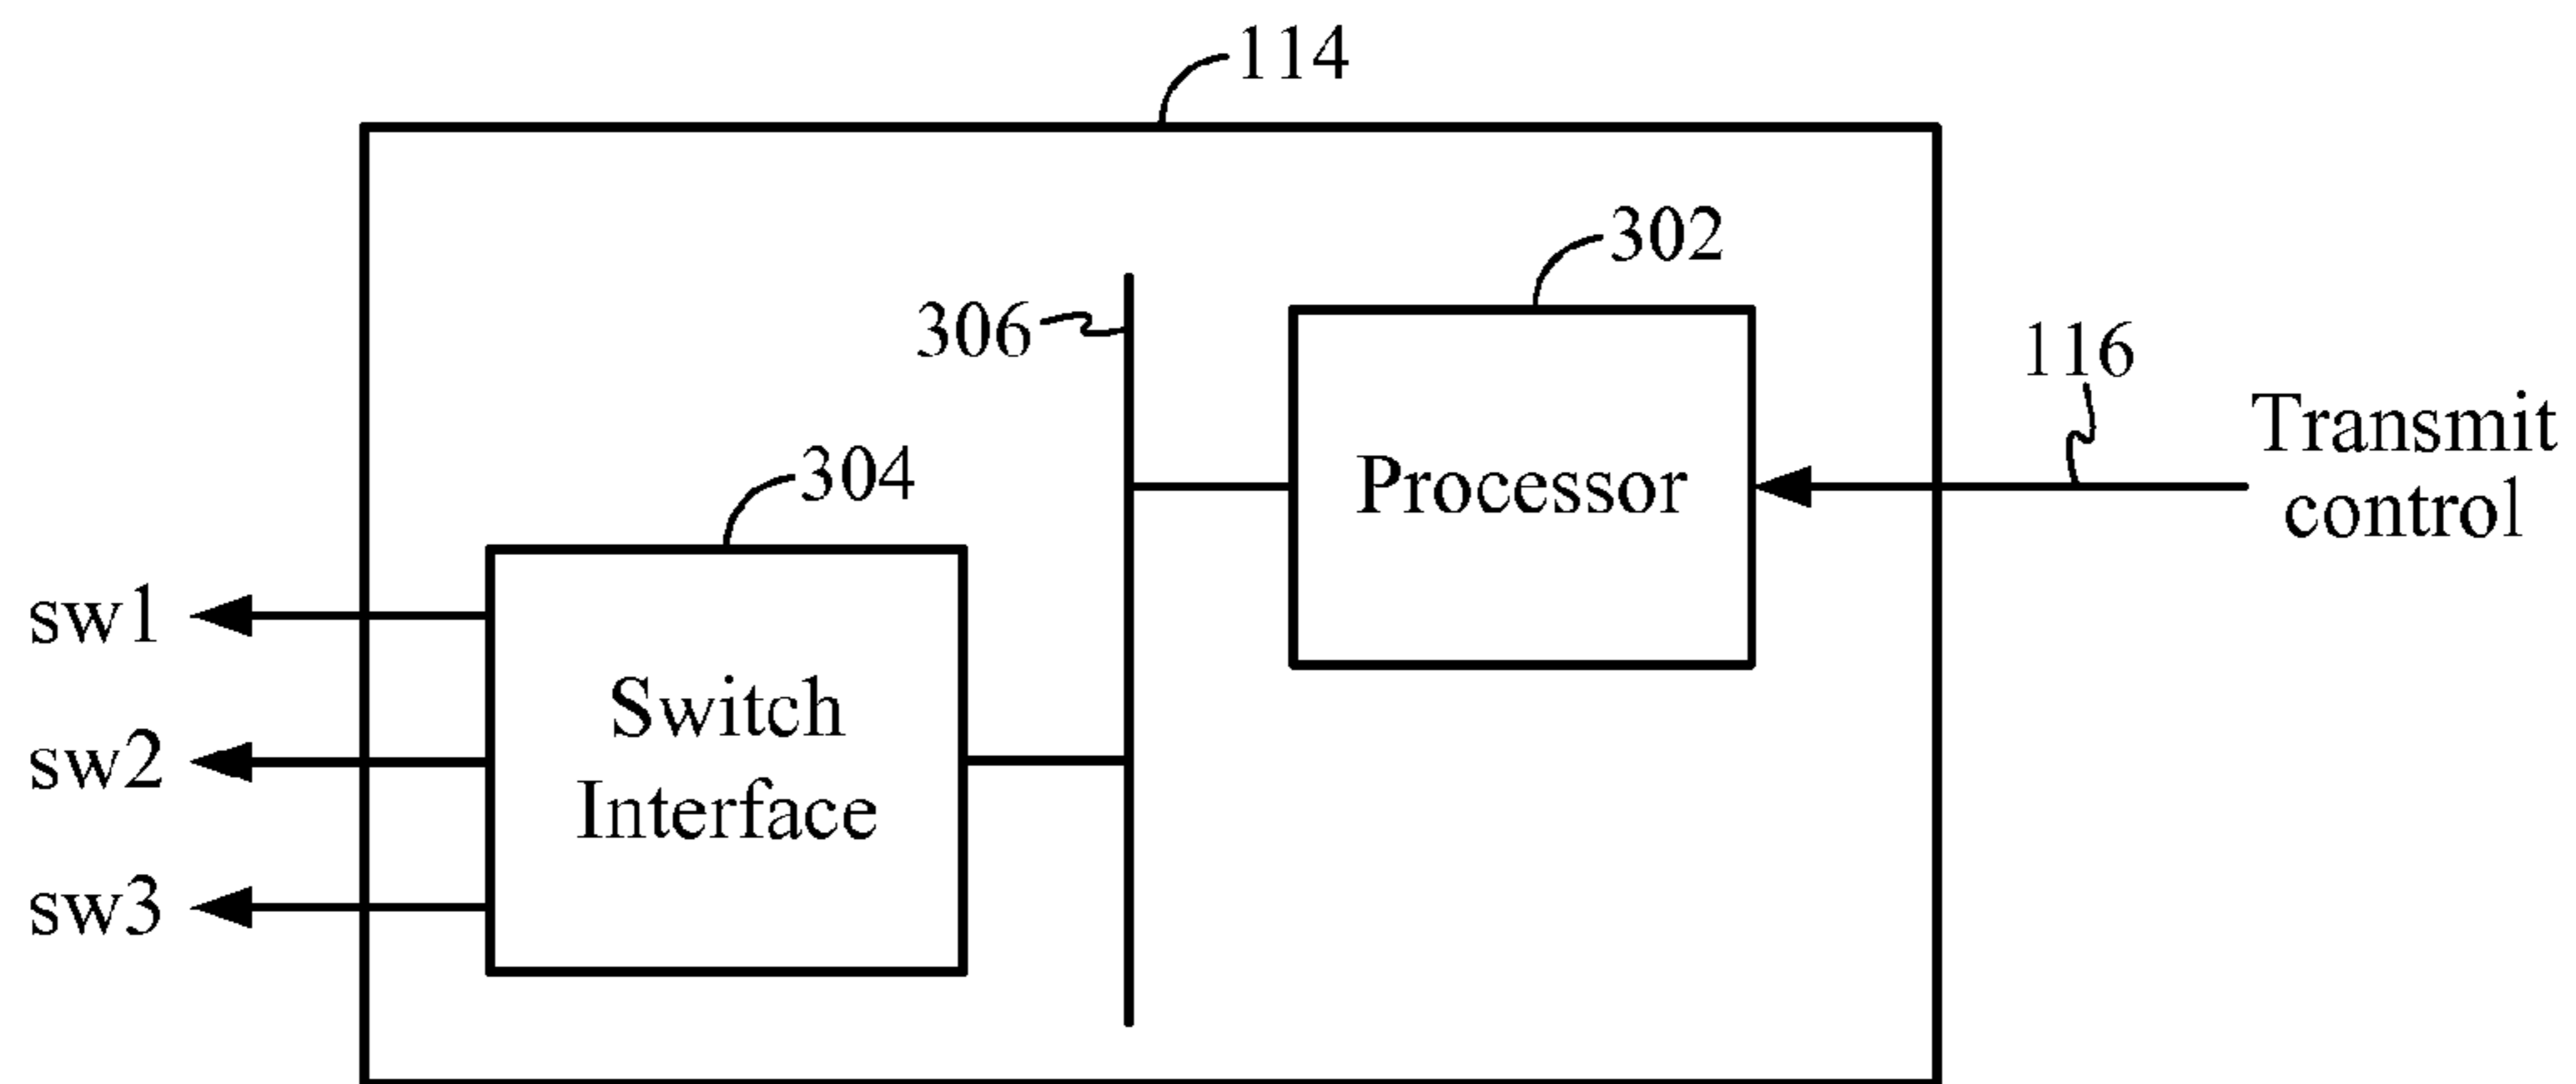 114
302
306
116
Transmit
control
Processor
304
sw1
Switch
Interface
sw2
sw3